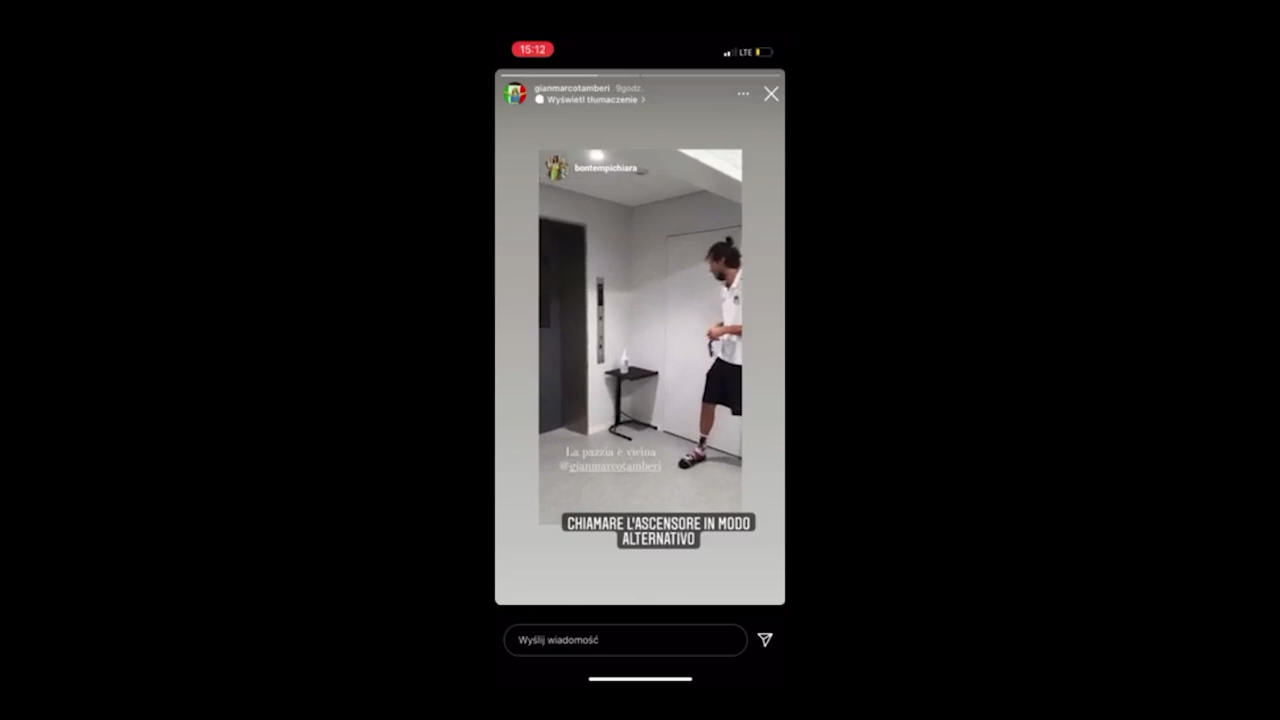 15:12
LTE
gianmarcotamberi 9godz.
Wyświetl tłumaczenie >
bontempichiara
La pazzia è vicina
@gianmarcotamberi
CHIAMARE L'ASCENSORE IN MODO
ALTERNATIVO
Wyślij wiadomość